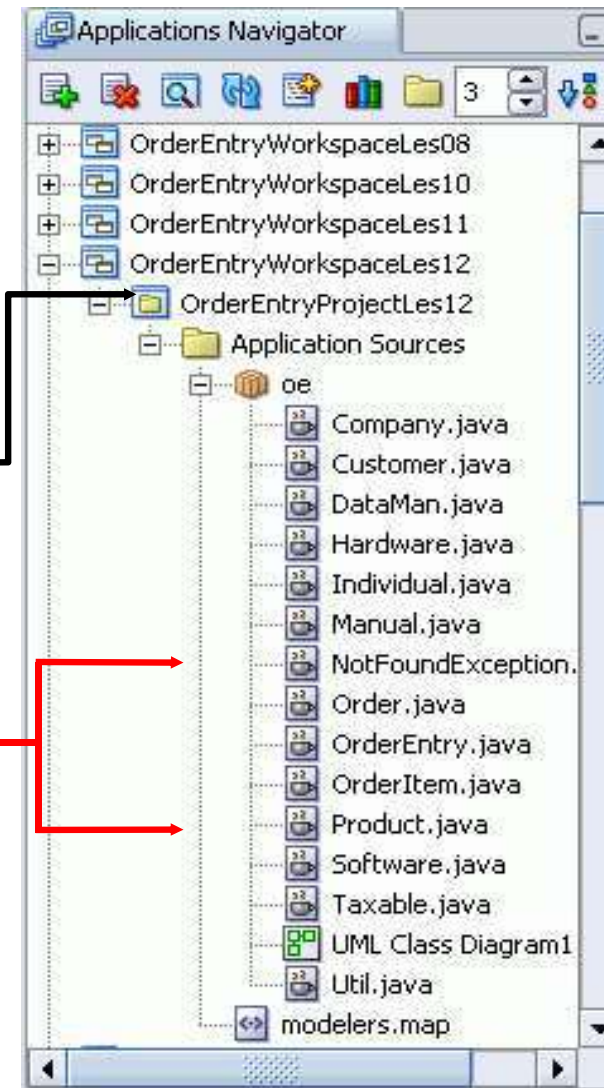 Applications Navigator
3
OrderEntryWorkspaceLes08
OrderEntryWorkspaceLes10
OrderEntryWorkspaceLes11
OrderEntryWorkspaceLes12
OrderEntryProjectLes12
Application Sources
oe
Company.java
Customer.java
DataMan.java
Hardware.java
Individual.java
Manual.java
NotFoundException.
Order.java
OrderEntry.java
OrderItem.java
Product.java
Software.java
Taxable.java
UML Class Diagram1
Util.java
modelers.map